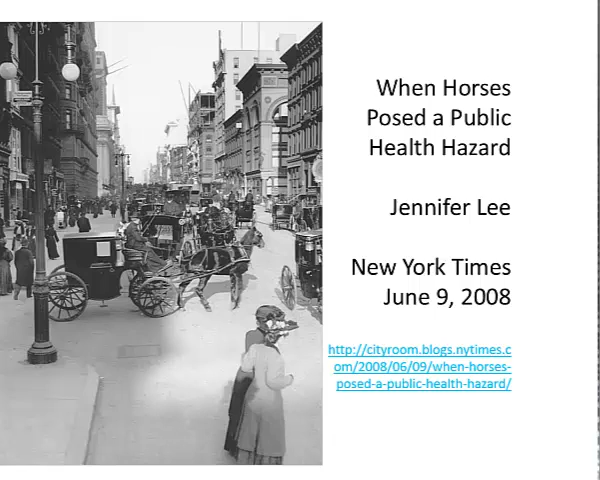 When Horses
Posed a Public
Health Hazard
Jennifer Lee
New York Times
June 9, 2008
http://cityroom.blogs.nytimes.c
om/2008/06/09/when-horses-
posed-a-public-health-hazard/